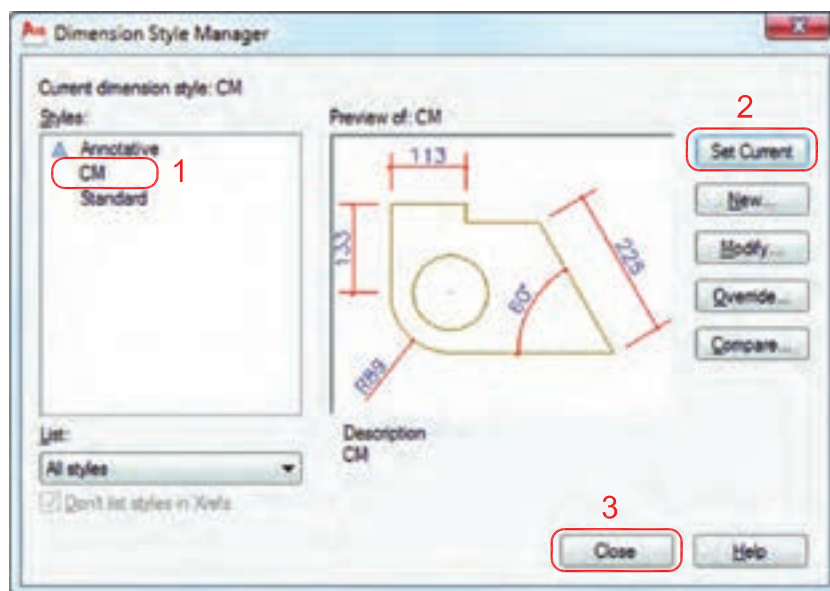 Dimension Style Manager
Current dimension style: CM
Styles:
Annotative
CM
1
Standard
Preview of: CM
113
133
225
60°
R89
2
Set Current
New...
Modify...
Override...
Compare...
List:
All styles
Don't list styles in Xrefs
Description
CM
3
Close
Help